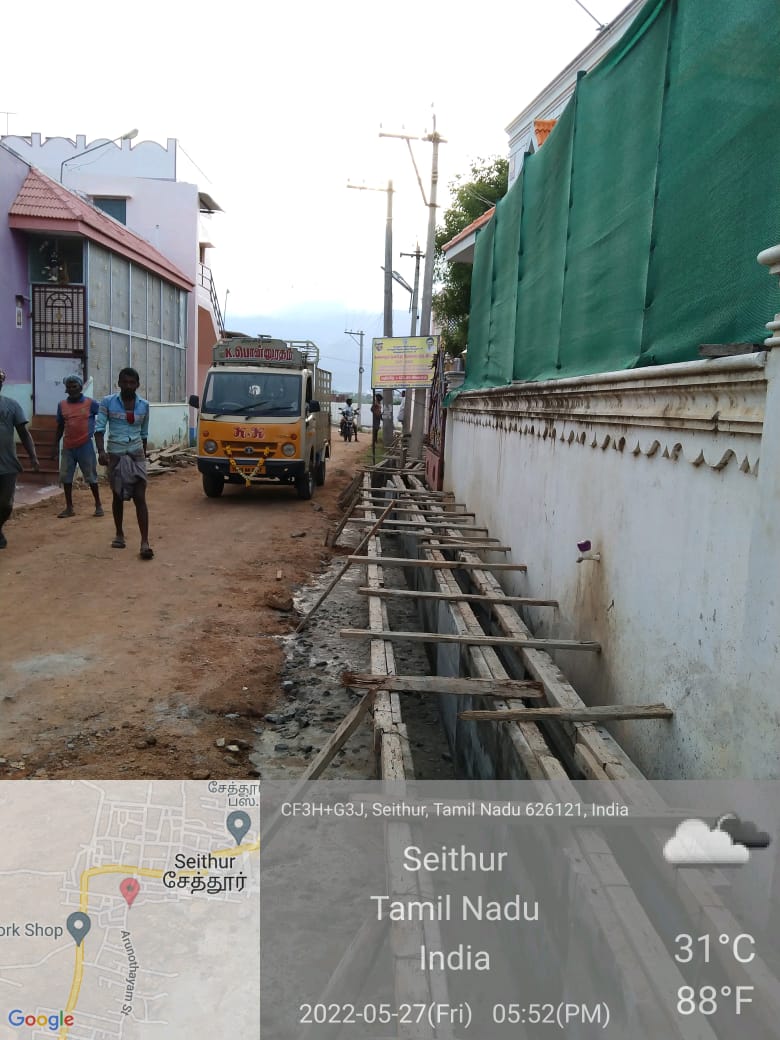 K.பொன்னுரதம்
K.K
சேத்தூர்
பஸ்.
Seithur
சேத்தூர்
ork Shop
Arunothayam St
Google
CF3H+G3J, Seithur, Tamil Nadu 626121, India
Seithur
Tamil Nadu
India
2022-05-27(Fri) 05:52(PM)
31°C
88°F